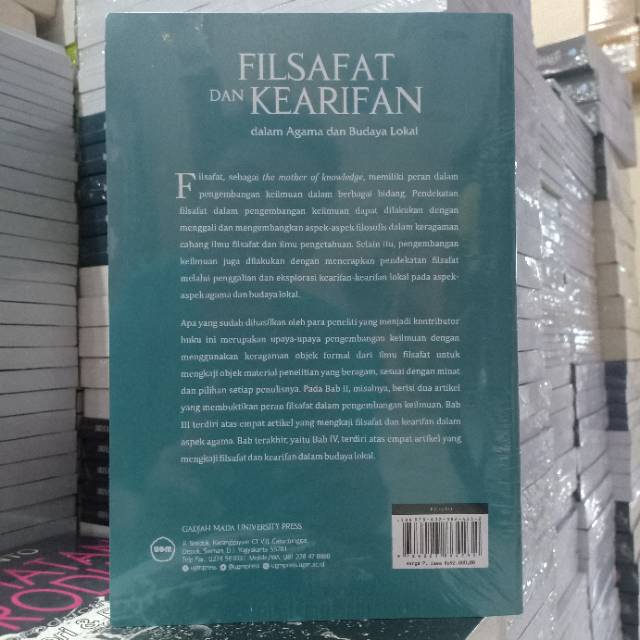 FILSAFAT
DAN KEARIFAN
dalam Agama dan Budaya Lokal
Filsafat, sebagai the mother of knowledge, memiliki peran dalam
pengembangan keilmuan dalam berbagai bidang. Pendekatan
filsafat dalam pengembangan keilmuan dapat dilakukan dengan
menggali dan mengembangkan aspek-aspek filosofis dalam keragaman
cabang ilmu filsafat dan ilmu pengetahuan. Selain itu, pengembangan
keilmuan juga dilakukan dengan menerapkan pendekatan filsafat
melalui penggalian dan eksplorasi kearifan-kearifan lokal pada aspek-
aspek agama dan budaya lokal.
Apa yang sudah dihasilkan oleh para peneliti yang menjadi kontributor
buku ini merupakan upaya-upaya pengembangan keilmuan dengan
menggunakan keragaman objek formal dari ilmu filsafat untuk
mengkaji objek material penelitian yang beragam, sesuai dengan minat
dan pilihan setiap penulisnya. Pada Bab II, misalnya, berisi dua artikel
yang membuktikan peran filsafat dalam pengembangan keilmuan. Bab
III terdiri atas empat artikel yang mengkaji filsafat dan kearifan dalam
aspek agama. Bab terakhir, yaitu Bab IV, terdiri atas empat artikel yang
mengkaji filsafat dan kearifan dalam budaya lokal.
GADJAH MADA UNIVERSITY PRESS
Depok, Sleman, D.I. Yogyakarta 55281
ugmpress